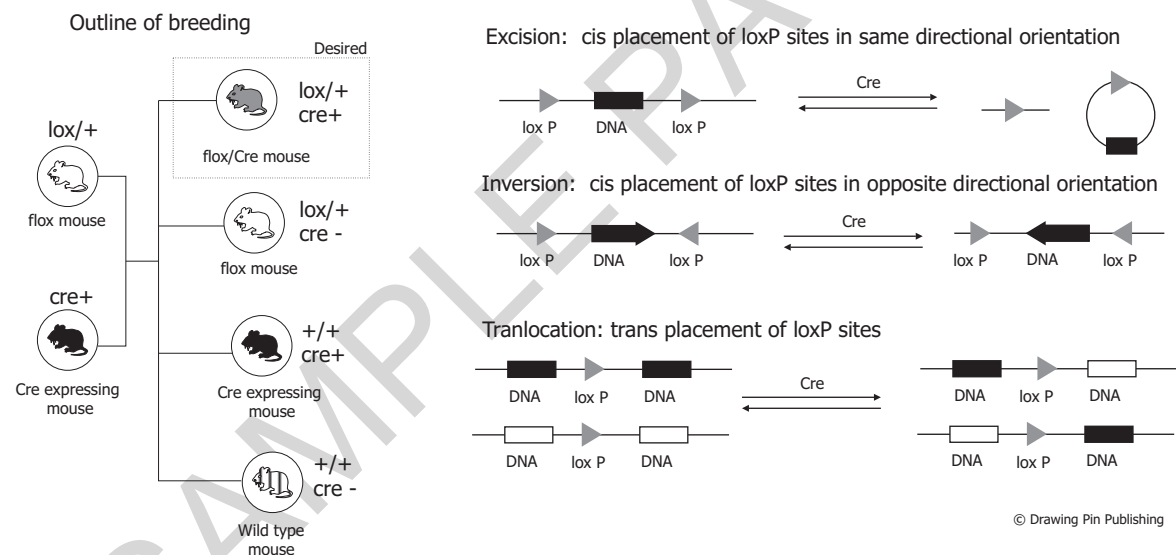 Outline of breeding
Desired
lox/+
cre+
flox/Cre mouse
lox/+
flox mouse
lox/+
cre -
flox mouse
cre+
Cre expressing
mouse
+/+
cre+
Cre expressing
mouse
+/+
cre -
Wild type
mouse
Excision: cis placement of loxP sites in same directional orientation
Cre
lox P DNA lox P
Inversion: cis placement of loxP sites in opposite directional orientation
Cre
lox P DNA lox P
lox P DNA lox P
Tranlocation: trans placement of loxP sites
Cre
DNA lox P DNA
DNA lox P DNA
DNA lox P DNA
DNA lox P DNA
© Drawing Pin Publishing
SAMPLE PA